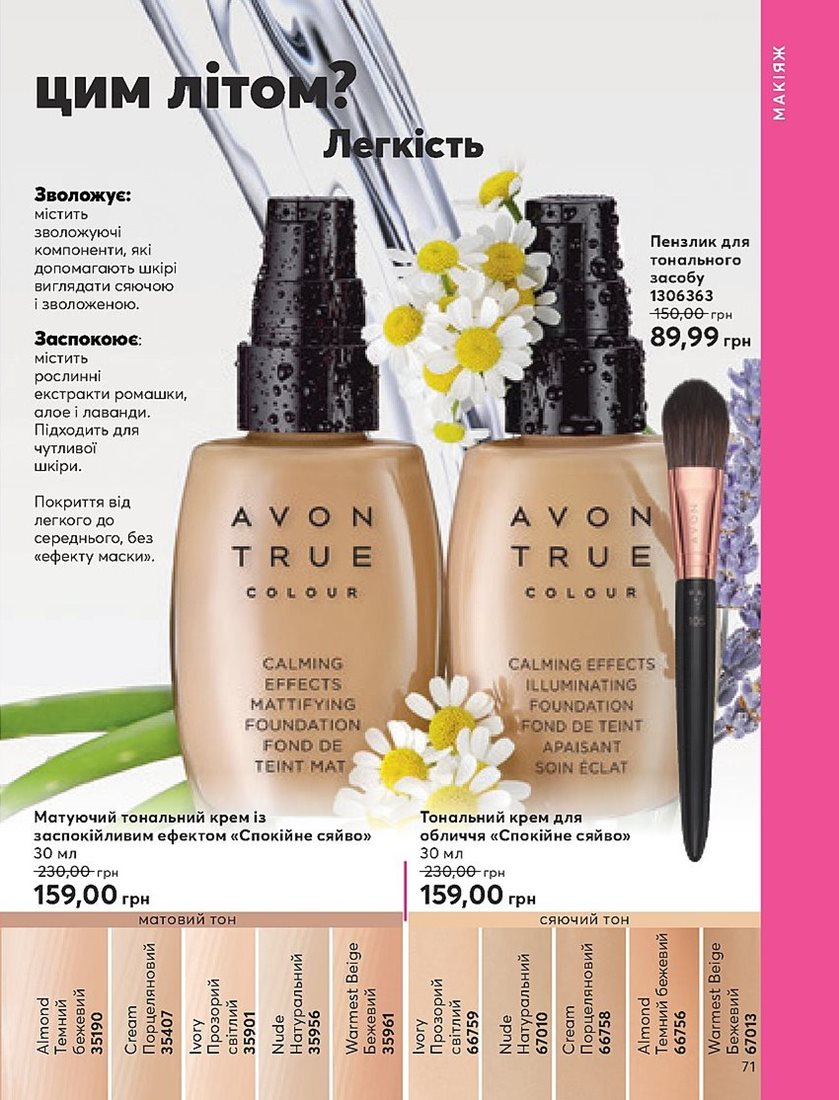 МАКІЯЖ
цим літом?
Легкість
Зволожує:
містить
зволожуючі
компоненти, які
допомагають шкірі
виглядати сяючою
і зволоженою.
Заспокоює:
містить
рослинні
екстракти ромашки,
алое і лаванди.
Підходить для
чутливої
шкіри.
Покриття від
легкого до
середнього, без
«ефекту маски».
Пензлик для
тонального
засобу
1306363
150,00 грн
89,99 грн
AVON
TRUE
COLOUR
CALMING
EFFECTS
MATTIFYING
FOUNDATION
FOND DE
TEINT MAT
AVON
TRUE
COLOUR
CALMING EFFECTS
ILLUMINATING
FOUNDATION
FOND DE TEINT
APAISANT
SOIN ÉCLAT
AVON
105
Матуючий тональний крем із
заспокійливим ефектом «Спокійне сяйво»
30 мл
230,00 грн
159,00 грн
Тональний крем для
обличчя «Спокійне сяйво»
30 мл
230,00 грн
159,00 грн
матовий тон
Almond
Темний
бежевий
35190
Cream
Порцеляновий
35407
Ivory
Прозорий
світлий
35901
Nude
Натуральний
35956
Warmest Beige
Бежевий
35961
сяючий тон
Ivory
Прозорий
світлий
66759
Nude
Натуральний
67010
Cream
Порцеляновий
66758
Almond
Темний бежевий
66756
Warmest Beige
Бежевий
67013
71